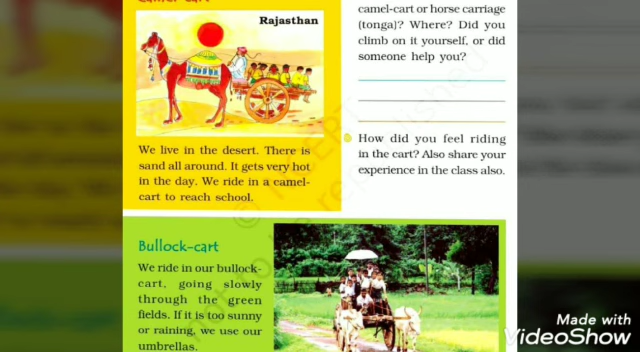 Camel-cart
Rajasthan
We live in the desert. There is
sand all around. It gets very hot
in the day. We ride in a camel-
cart to reach school.
camel-cart or horse carriage
(tonga)? Where? Did you
climb on it yourself, or did
someone help you?
How did you feel riding
in the cart? Also share your
experience in the class also.
Bullock-cart
We ride in our bullock-
cart, going slowly
through the green
fields. If it is too sunny
or raining, we use our
umbrellas.
Made with
VideoShow